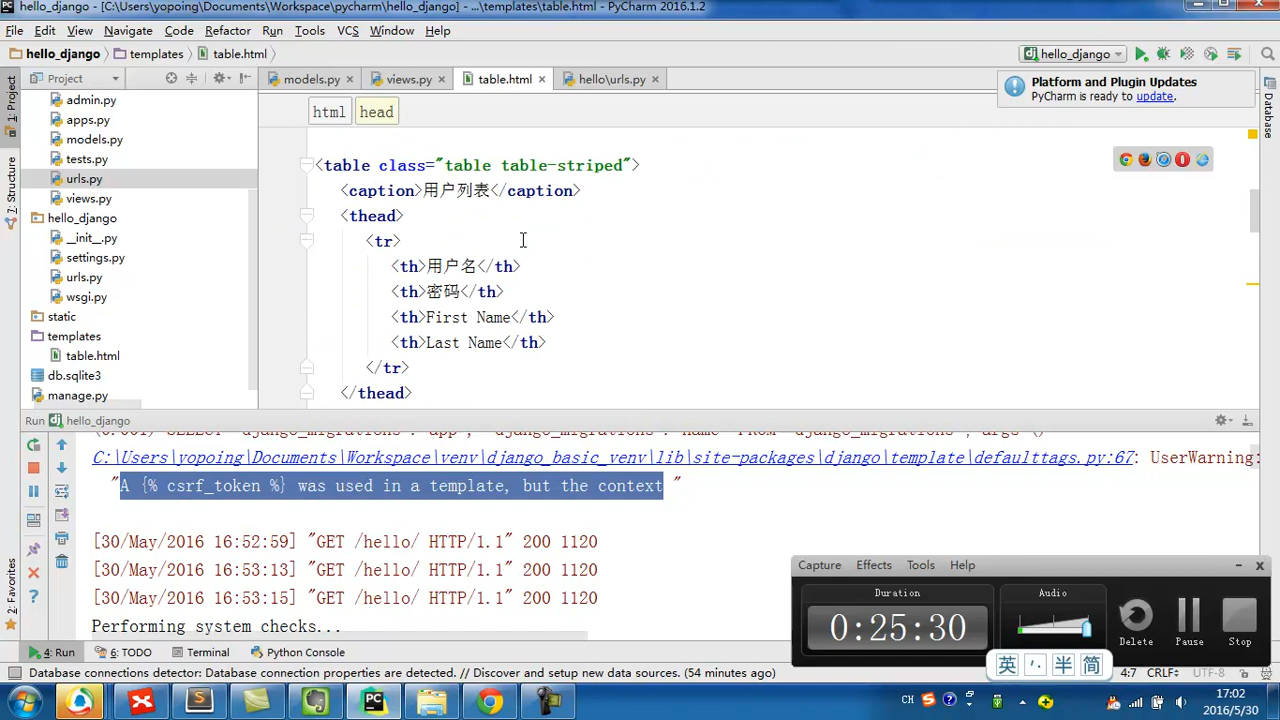 hello_django - [C:\Users\yopoing\Documents\Workspace\pycharm\hello_django] - ...\templates\table.html - PyCharm 2016.1.2
File Edit View Navigate Code Refactor Run Tools VCS Window Help
hello_django templates table.html hello_django
Project models.py views.py table.html hello\urls.py
Platform and Plugin Updates
PyCharm is ready to update.
1: Project
7: Structure
2: Favorites
Database
admin.py
apps.py
models.py
tests.py
urls.py
views.py
hello_django
__init__.py
settings.py
urls.py
wsgi.py
static
templates
table.html
db.sqlite3
manage.py
html head
<table class="table table-striped">
<caption>用户列表</caption>
<thead>
<tr>
<th>用户名</th>
<th>密码</th>
<th>First Name</th>
<th>Last Name</th>
</tr>
</thead>
Run hello_django
C:\Users\yopoing\Documents\Workspace\venv\django_basic_venv\lib\site-packages\django\template\defaulttags.py:67: UserWarning:
"A {% csrf_token %} was used in a template, but the context "
[30/May/2016 16:52:59] "GET /hello/ HTTP/1.1" 200 1120
[30/May/2016 16:53:13] "GET /hello/ HTTP/1.1" 200 1120
[30/May/2016 16:53:15] "GET /hello/ HTTP/1.1" 200 1120
Performing system checks...
Capture Effects Tools Help
Duration
0:25:30
Audio
Delete Pause Stop
英 半 简
4: Run 6: TODO Terminal Python Console
Database connections detector: Database connection properties are detected. // Discover and setup new data sources. (54 minutes ago)
4:7 CRLF UTF-8
CH
17:02
2016/5/30